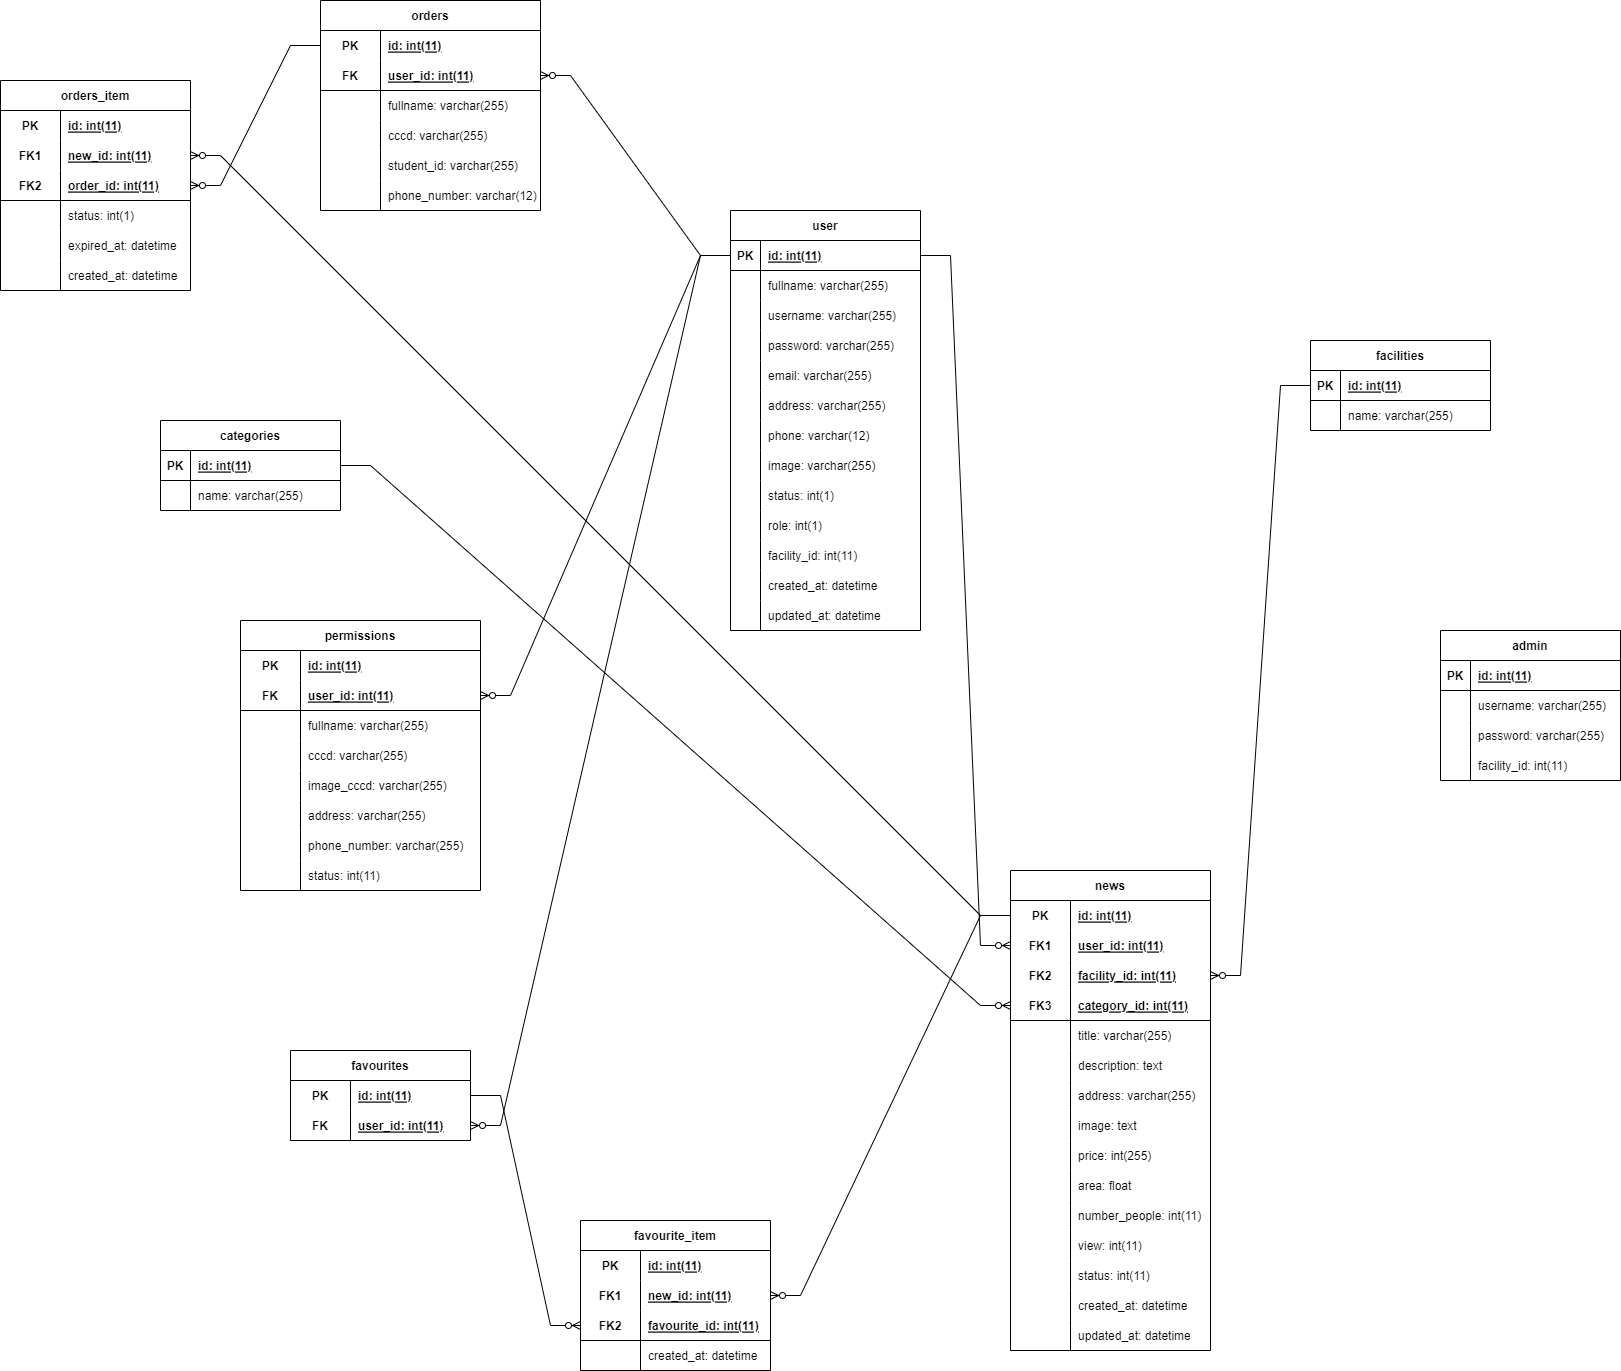 orders
PK id: int(11)
FK user_id: int(11)
fullname: varchar(255)
cccd: varchar(255)
student_id: varchar(255)
phone_number: varchar(12)
orders_item
PK id: int(11)
FK1 new_id: int(11)
FK2 order_id: int(11)
status: int(1)
expired_at: datetime
created_at: datetime
user
PK id: int(11)
fullname: varchar(255)
username: varchar(255)
password: varchar(255)
email: varchar(255)
address: varchar(255)
phone: varchar(12)
image: varchar(255)
status: int(1)
role: int(1)
facility_id: int(11)
created_at: datetime
updated_at: datetime
facilities
PK id: int(11)
name: varchar(255)
categories
PK id: int(11)
name: varchar(255)
permissions
PK id: int(11)
FK user_id: int(11)
fullname: varchar(255)
cccd: varchar(255)
image_cccd: varchar(255)
address: varchar(255)
phone_number: varchar(255)
status: int(11)
admin
PK id: int(11)
username: varchar(255)
password: varchar(255)
facility_id: int(11)
news
PK id: int(11)
FK1 user_id: int(11)
FK2 facility_id: int(11)
FK3 category_id: int(11)
title: varchar(255)
description: text
address: varchar(255)
image: text
price: int(255)
area: float
number_people: int(11)
view: int(11)
status: int(11)
created_at: datetime
updated_at: datetime
favourites
PK id: int(11)
FK user_id: int(11)
favourite_item
PK id: int(11)
FK1 new_id: int(11)
FK2 favourite_id: int(11)
created_at: datetime